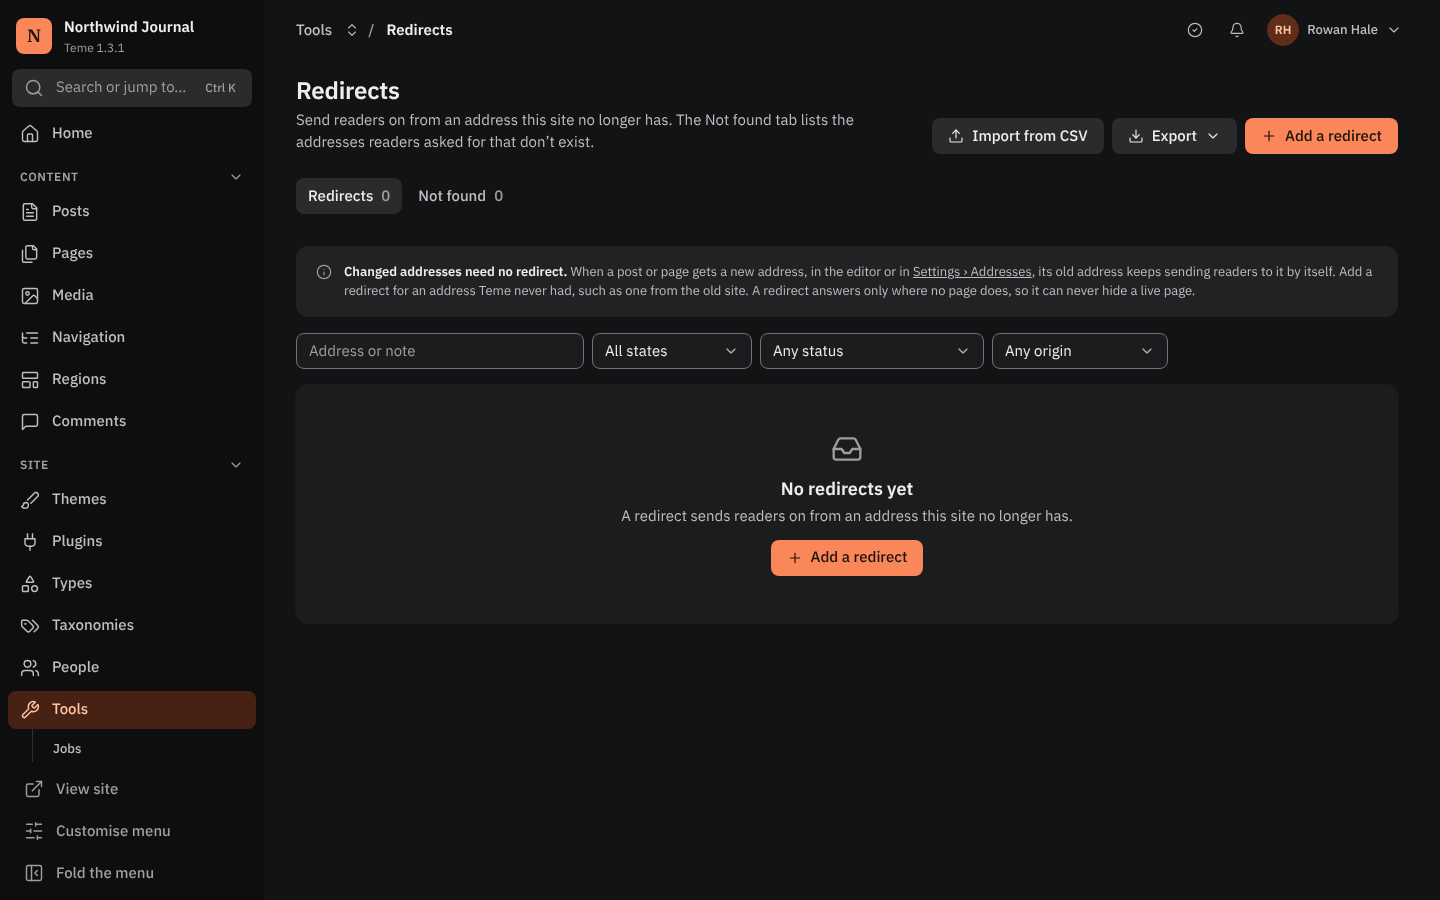 N
Northwind Journal
Teme 1.3.1
Search or jump to...
Ctrl K
Home
CONTENT
Posts
Pages
Media
Navigation
Regions
Comments
SITE
Themes
Plugins
Types
Taxonomies
People
Tools
Jobs
View site
Customise menu
Fold the menu
Tools / Redirects
RH Rowan Hale
Redirects
Send readers on from an address this site no longer has. The Not found tab lists the
addresses readers asked for that don’t exist.
Import from CSV
Export
Add a redirect
Redirects 0
Not found 0
Changed addresses need no redirect. When a post or page gets a new address, in the editor or in Settings › Addresses, its old address keeps sending readers to it by itself. Add a
redirect for an address Teme never had, such as one from the old site. A redirect answers only where no page does, so it can never hide a live page.
Address or note
All states
Any status
Any origin
No redirects yet
A redirect sends readers on from an address this site no longer has.
Add a redirect